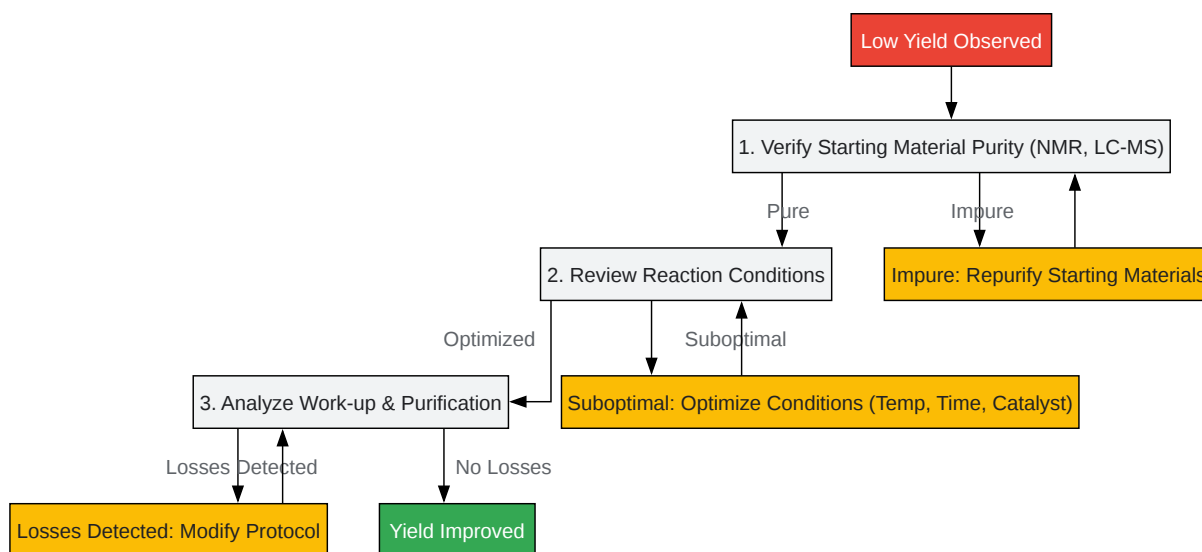 Low Yield Observed
1. Verify Starting Material Purity (NMR, LC-MS)
Pure
Impure
2. Review Reaction Conditions
Impure: Repurify Starting Materials
Optimized
Suboptimal
3. Analyze Work-up & Purification
Suboptimal: Optimize Conditions (Temp, Time, Catalyst)
Losses Detected
No Losses
Losses Detected: Modify Protocol
Yield Improved